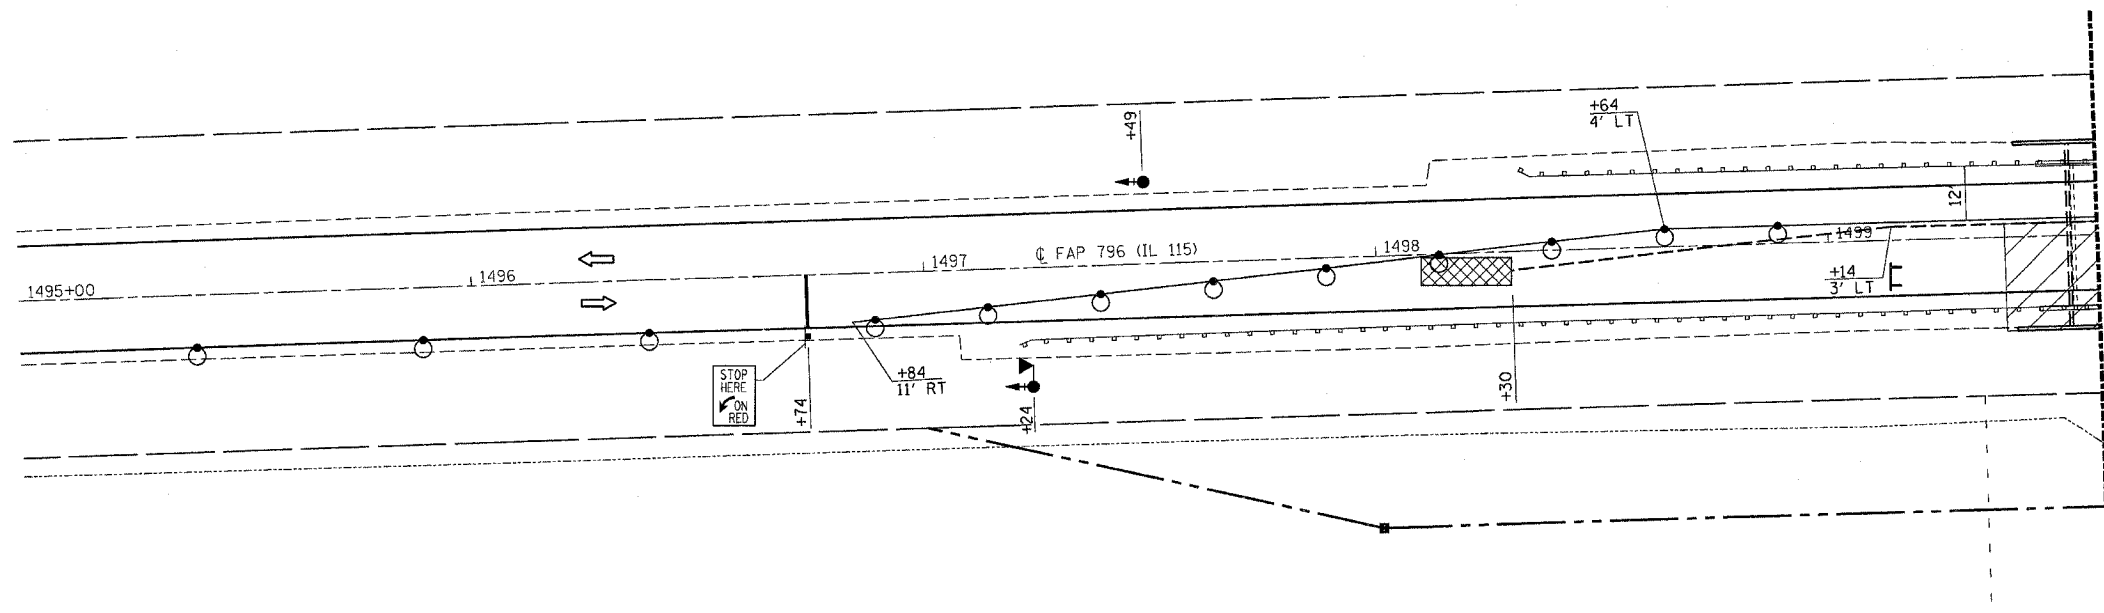 +64
4' LT
+49
12'
1498
1499
℄ FAP 796 (IL 115)
1497
1496
1495+00
+14
3' LT
+84
11' RT
STOP
HERE
ON
RED
+74
+24
+30